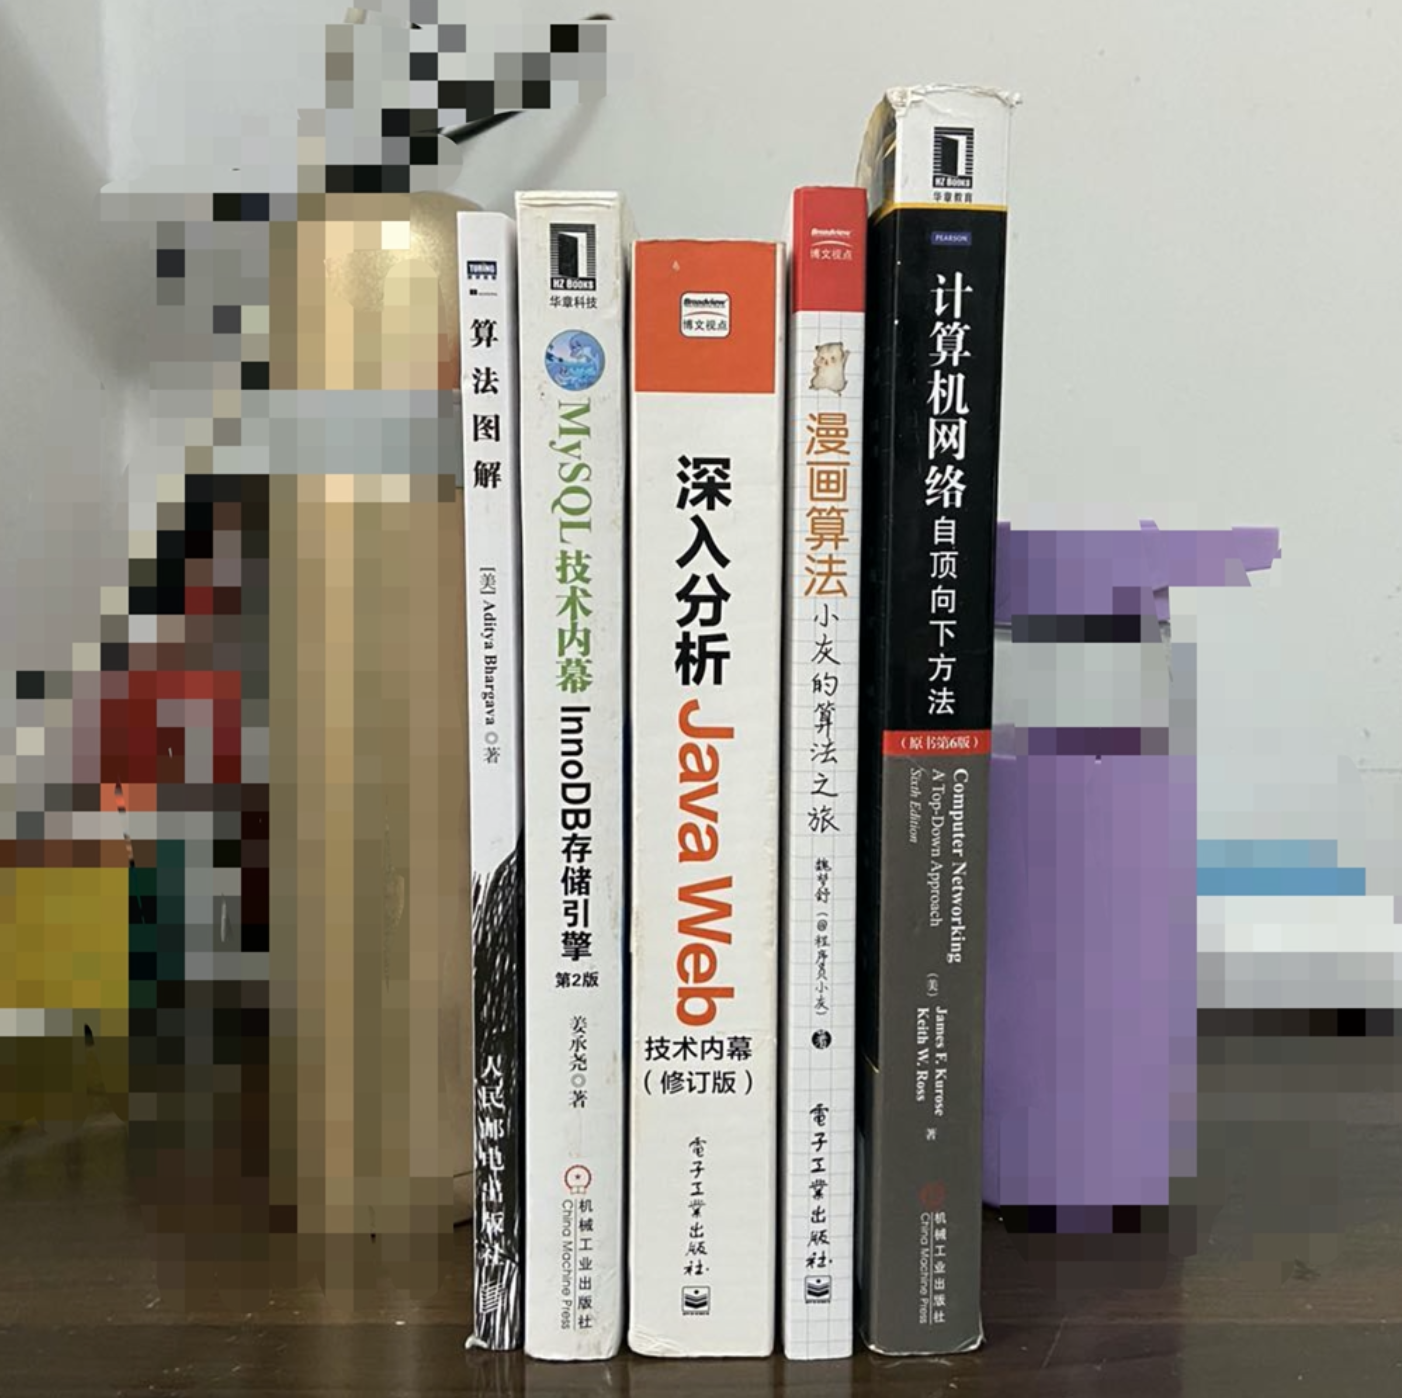 TURING
算法图解
[美] Aditya Bhargava 著
人民邮电出版社
HZ BOOKS
华章科技
MySQL技术内幕
InnoDB存储引擎
第2版
姜承尧 著
机械工业出版社
China Machine Press
Broadview
博文视点
深入分析
Java Web
技术内幕
(修订版)
電子工業出版社
Broadview
博文视点
漫画算法
小灰的算法之旅
魏梦舒(@程序员小灰)
著
電子工業出版社
HZ BOOKS
华章教育
PEARSON
计算机网络
自顶向下方法
(原书第6版)
Computer Networking
A Top-Down Approach
Sixth Edition
(美)
James F. Kurose
Keith W. Ross
著
机械工业出版社
China Machine Press